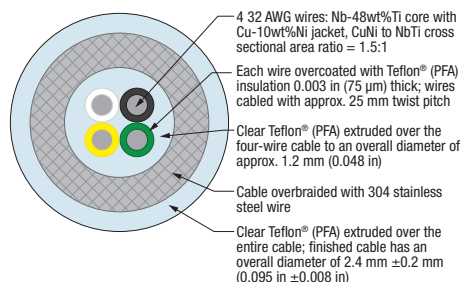 4 32 AWG wires: Nb-48wt%Ti core with
Cu-10wt%Ni jacket, CuNi to NbTi cross
sectional area ratio = 1.5:1
Each wire overcoated with Teflon® (PFA)
insulation 0.003 in (75 µm) thick; wires
cabled with approx. 25 mm twist pitch
Clear Teflon® (PFA) extruded over the
four-wire cable to an overall diameter of
approx. 1.2 mm (0.048 in)
Cable overbraided with 304 stainless
steel wire
Clear Teflon® (PFA) extruded over the
entire cable; finished cable has an
overall diameter of 2.4 mm ±0.2 mm
(0.095 in ±0.008 in)